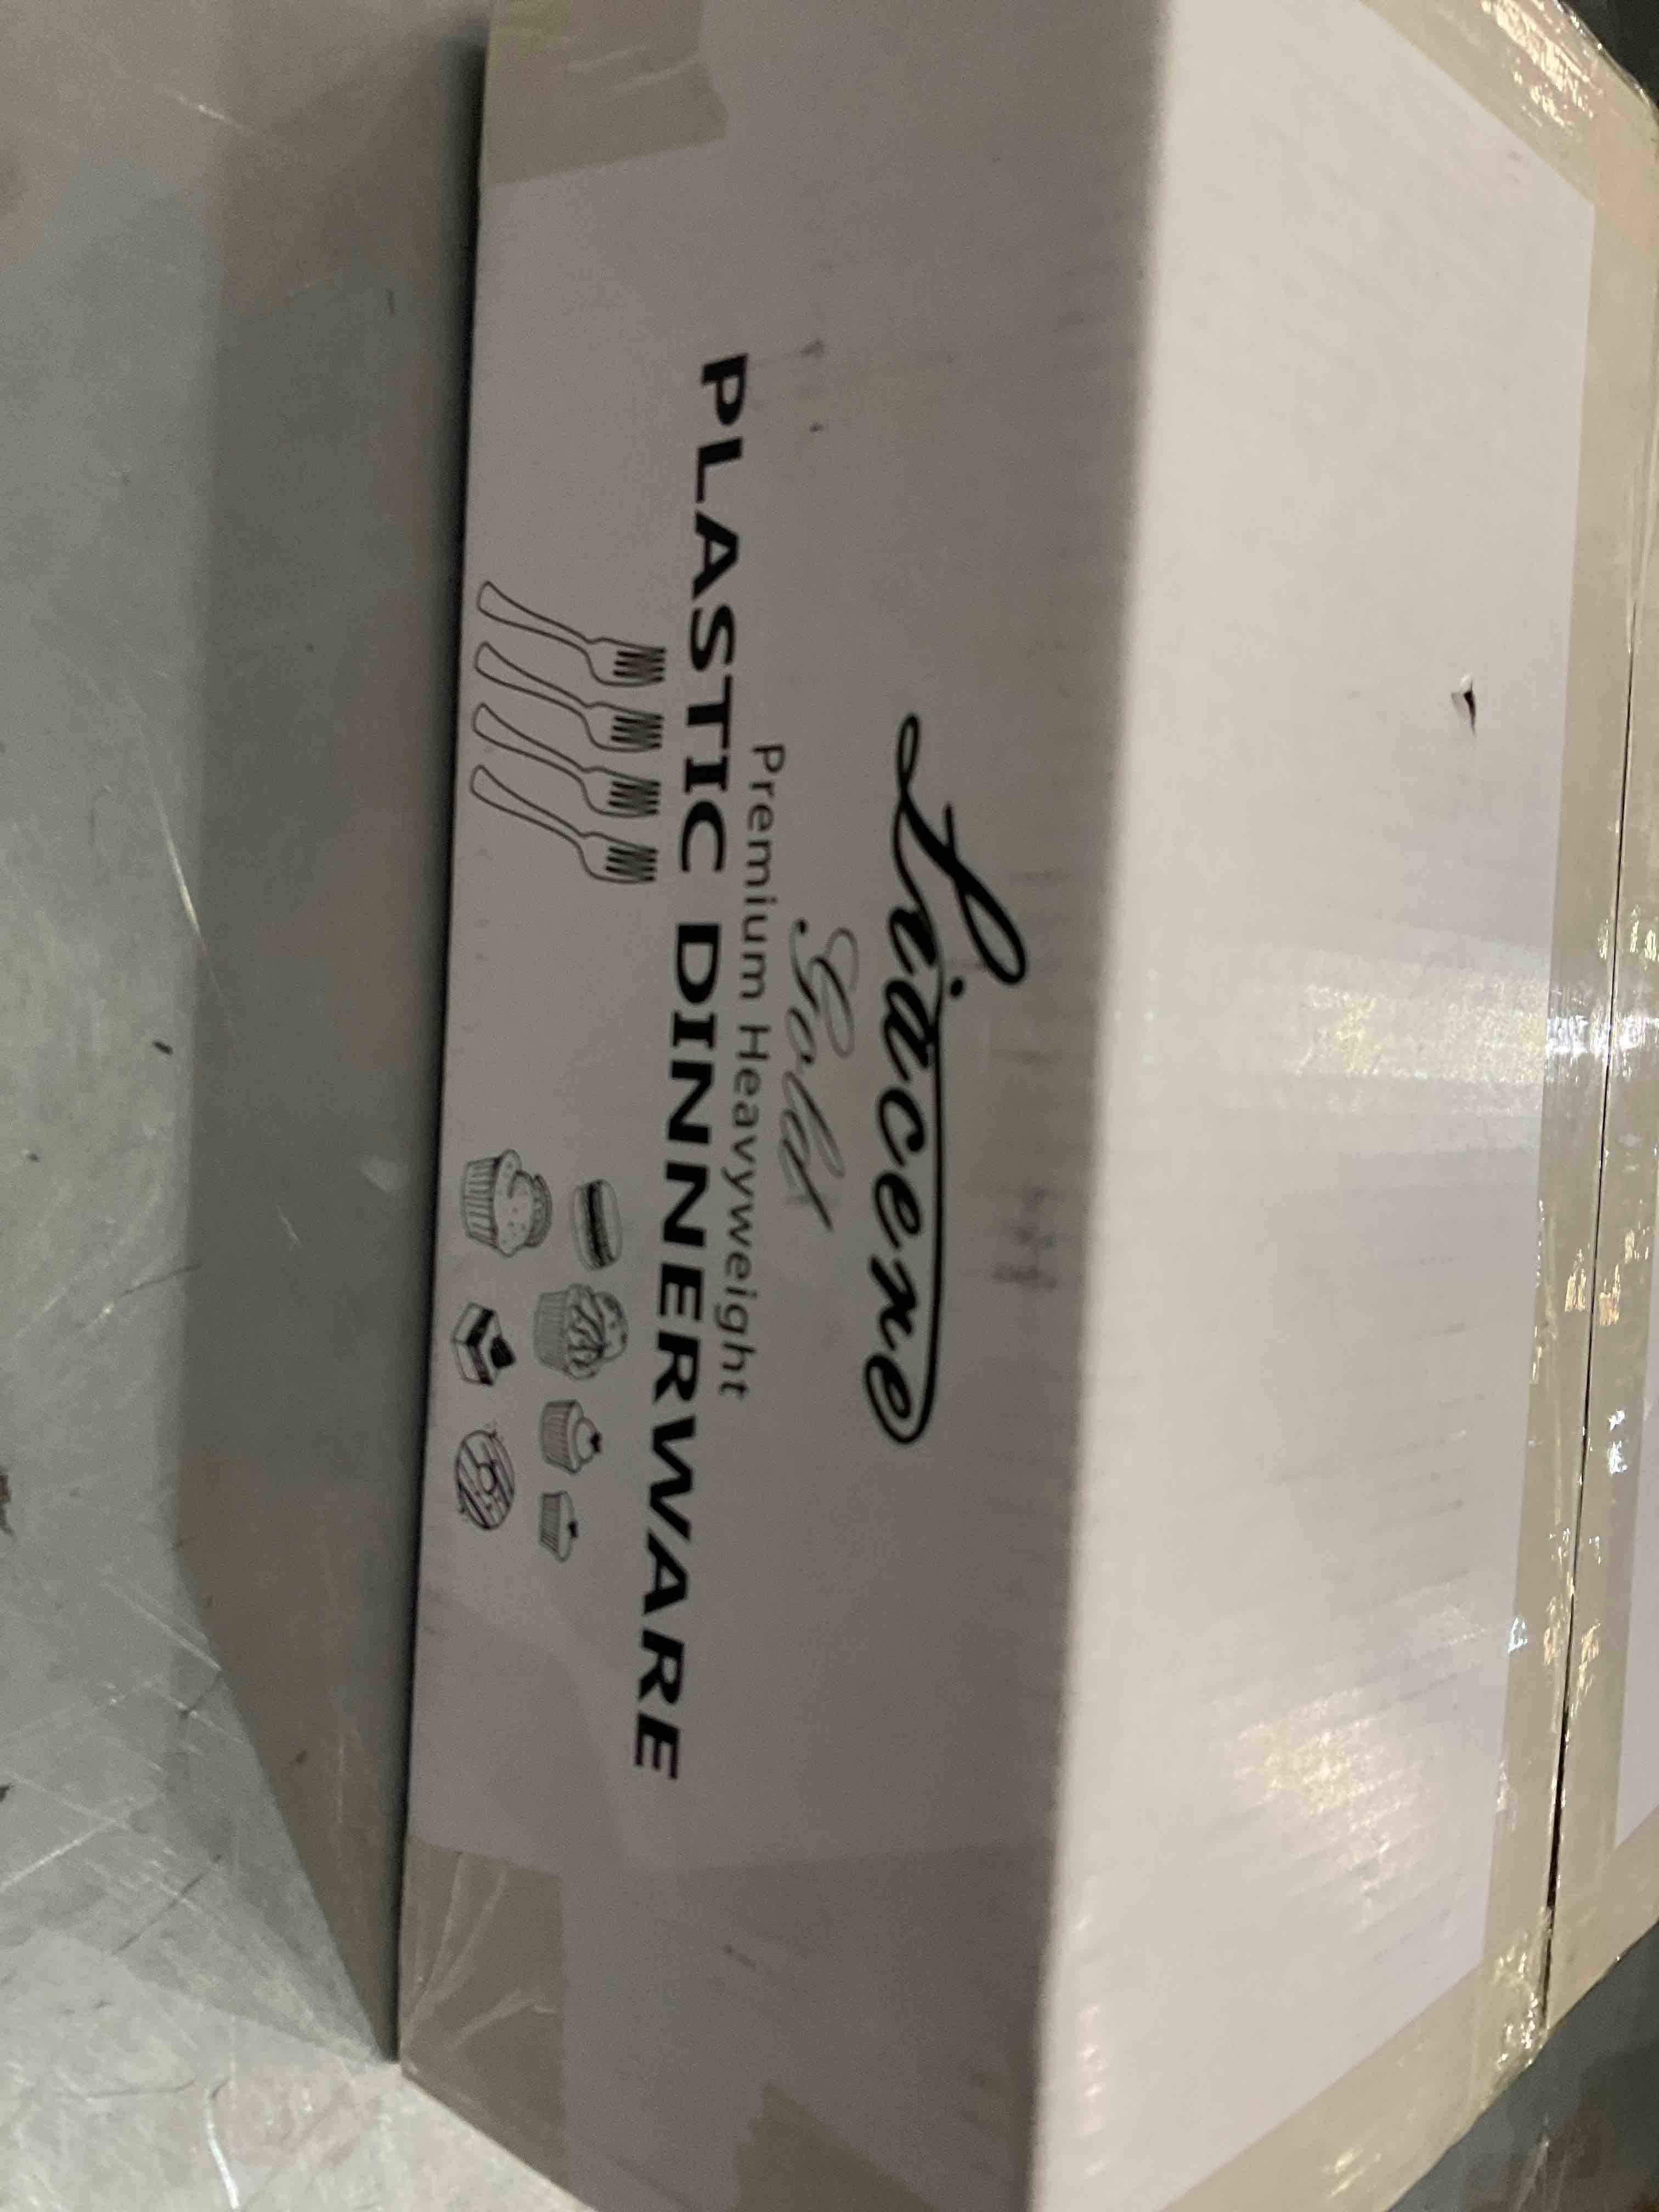 Liacere
Gold
Premium Heavyweight
PLASTIC DINNERWARE